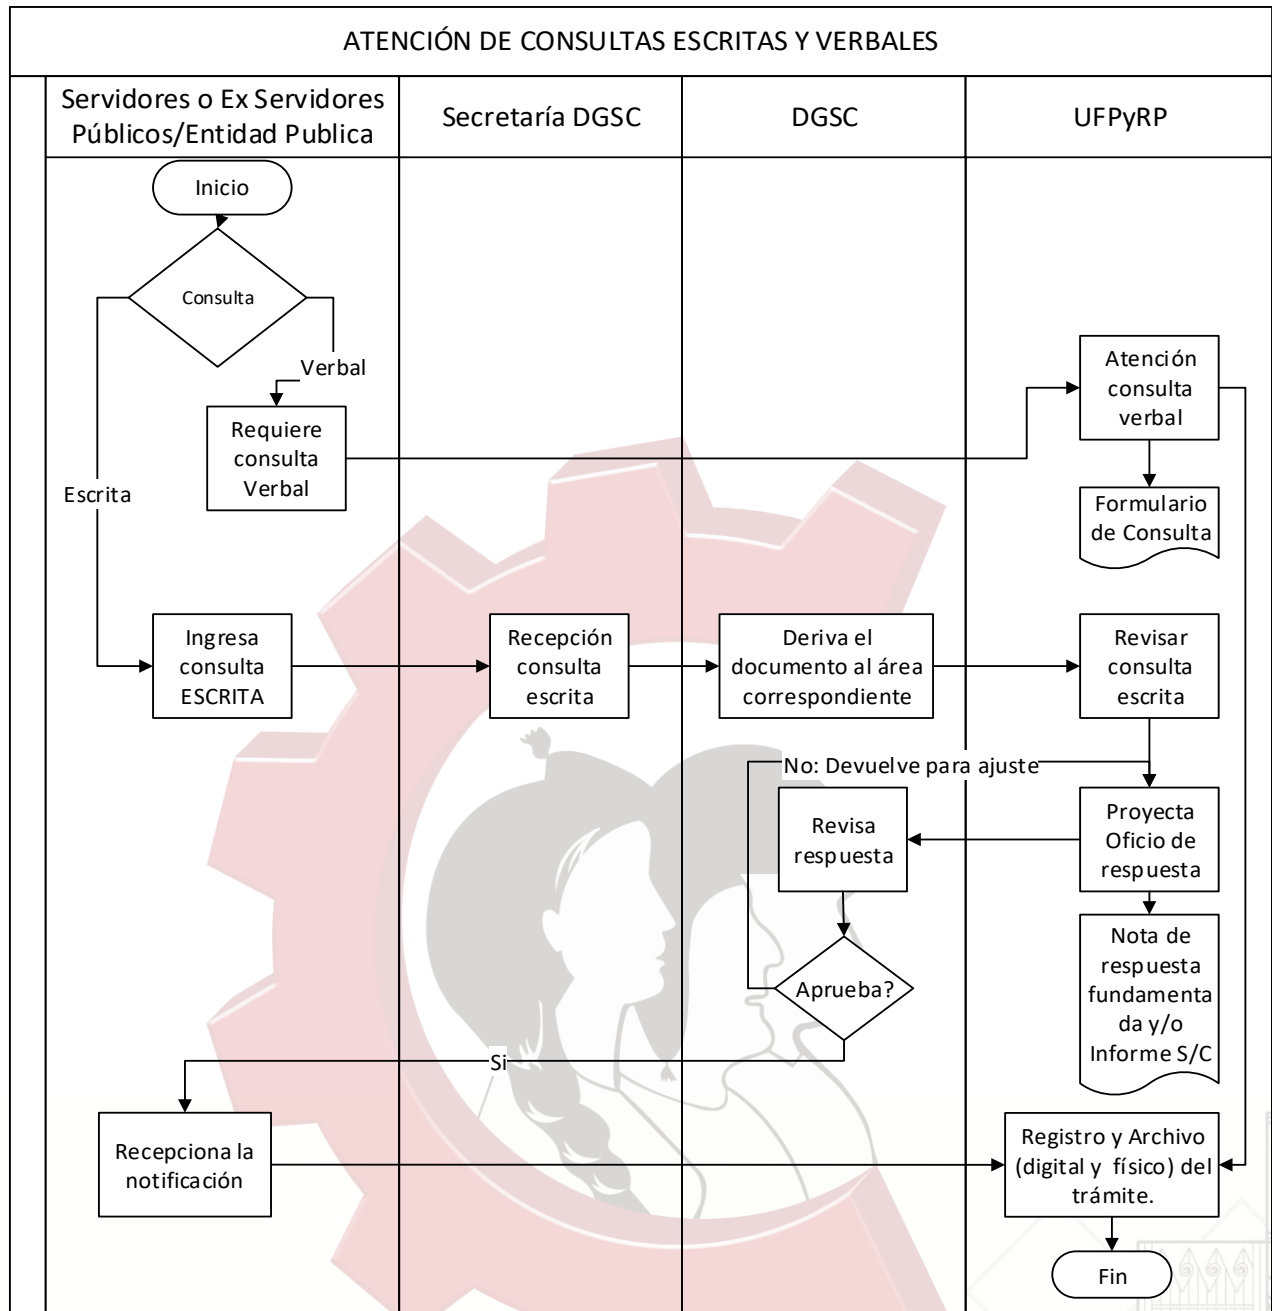 ATENCIÓN DE CONSULTAS ESCRITAS Y VERBALES
Servidores o Ex Servidores
Públicos/Entidad Publica
Secretaría DGSC
DGSC
UFPyRP
Inicio
Consulta
Verbal
Requiere
consulta
Verbal
Atención
consulta
verbal
Escrita
Formulario
de Consulta
Ingresa
consulta
ESCRITA
Recepción
consulta
escrita
Deriva el
documento al área
correspondiente
Revisar
consulta
escrita
No: Devuelve para ajuste
Revisa
respuesta
Proyecta
Oficio de
respuesta
Aprueba?
Nota de
respuesta
fundamenta
da y/o
Informe S/C
Si
Recepciona la
notificación
Registro y Archivo
(digital y físico) del
trámite.
Fin